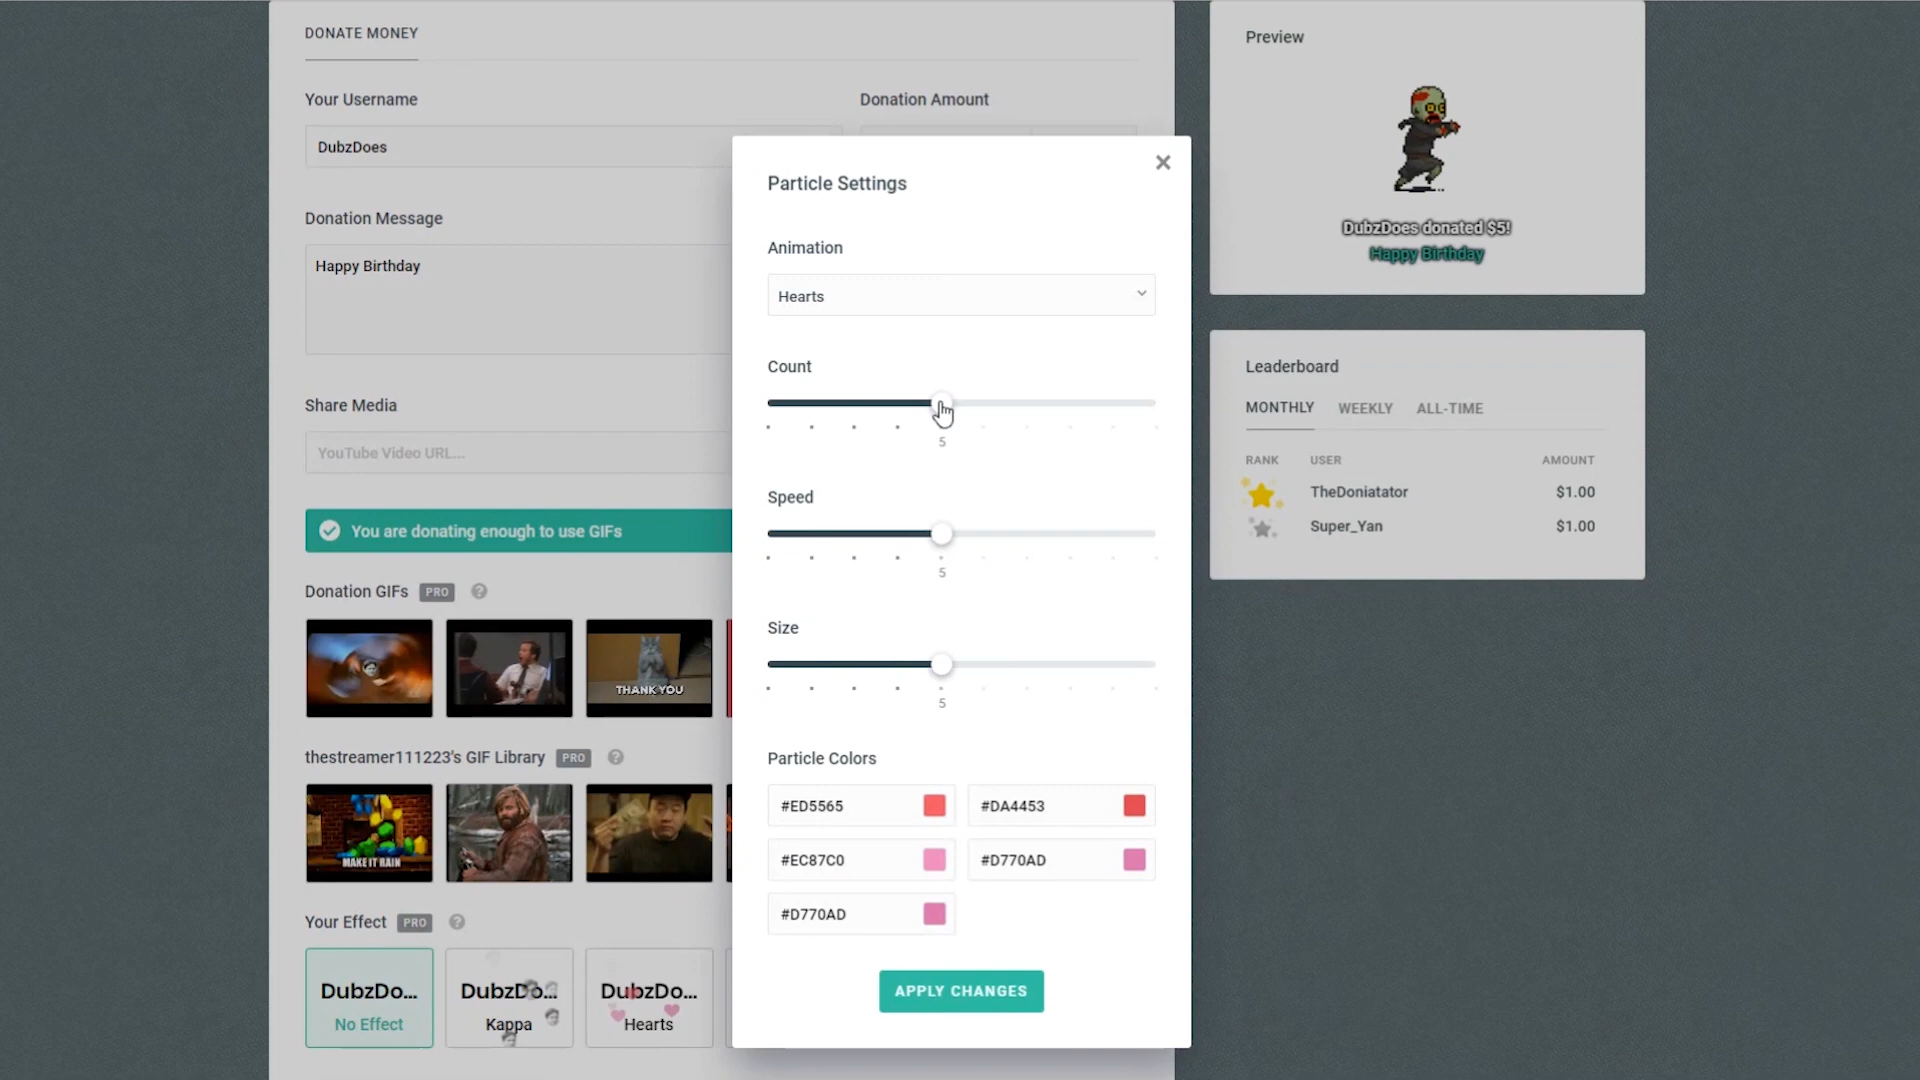 DONATE MONEY
Your Username
Donation Amount
DubzDoes
Donation Message
Happy Birthday
Share Media
YouTube Video URL...
You are donating enough to use GIFs
Donation GIFs PRO ?
THANK YOU
thestreamer111223's GIF Library PRO ?
MAKE IT RAIN
Your Effect PRO ?
DubzDo...
No Effect
DubzDo...
Kappa
DubzDo...
Hearts
Particle Settings
Animation
Hearts
Count
5
Speed
5
Size
5
Particle Colors
#ED5565
#DA4453
#EC87C0
#D770AD
#D770AD
APPLY CHANGES
Preview
DubzDoes donated $5!
Happy Birthday
Leaderboard
MONTHLY WEEKLY ALL-TIME
RANK USER AMOUNT
TheDoniatator $1.00
Super_Yan $1.00